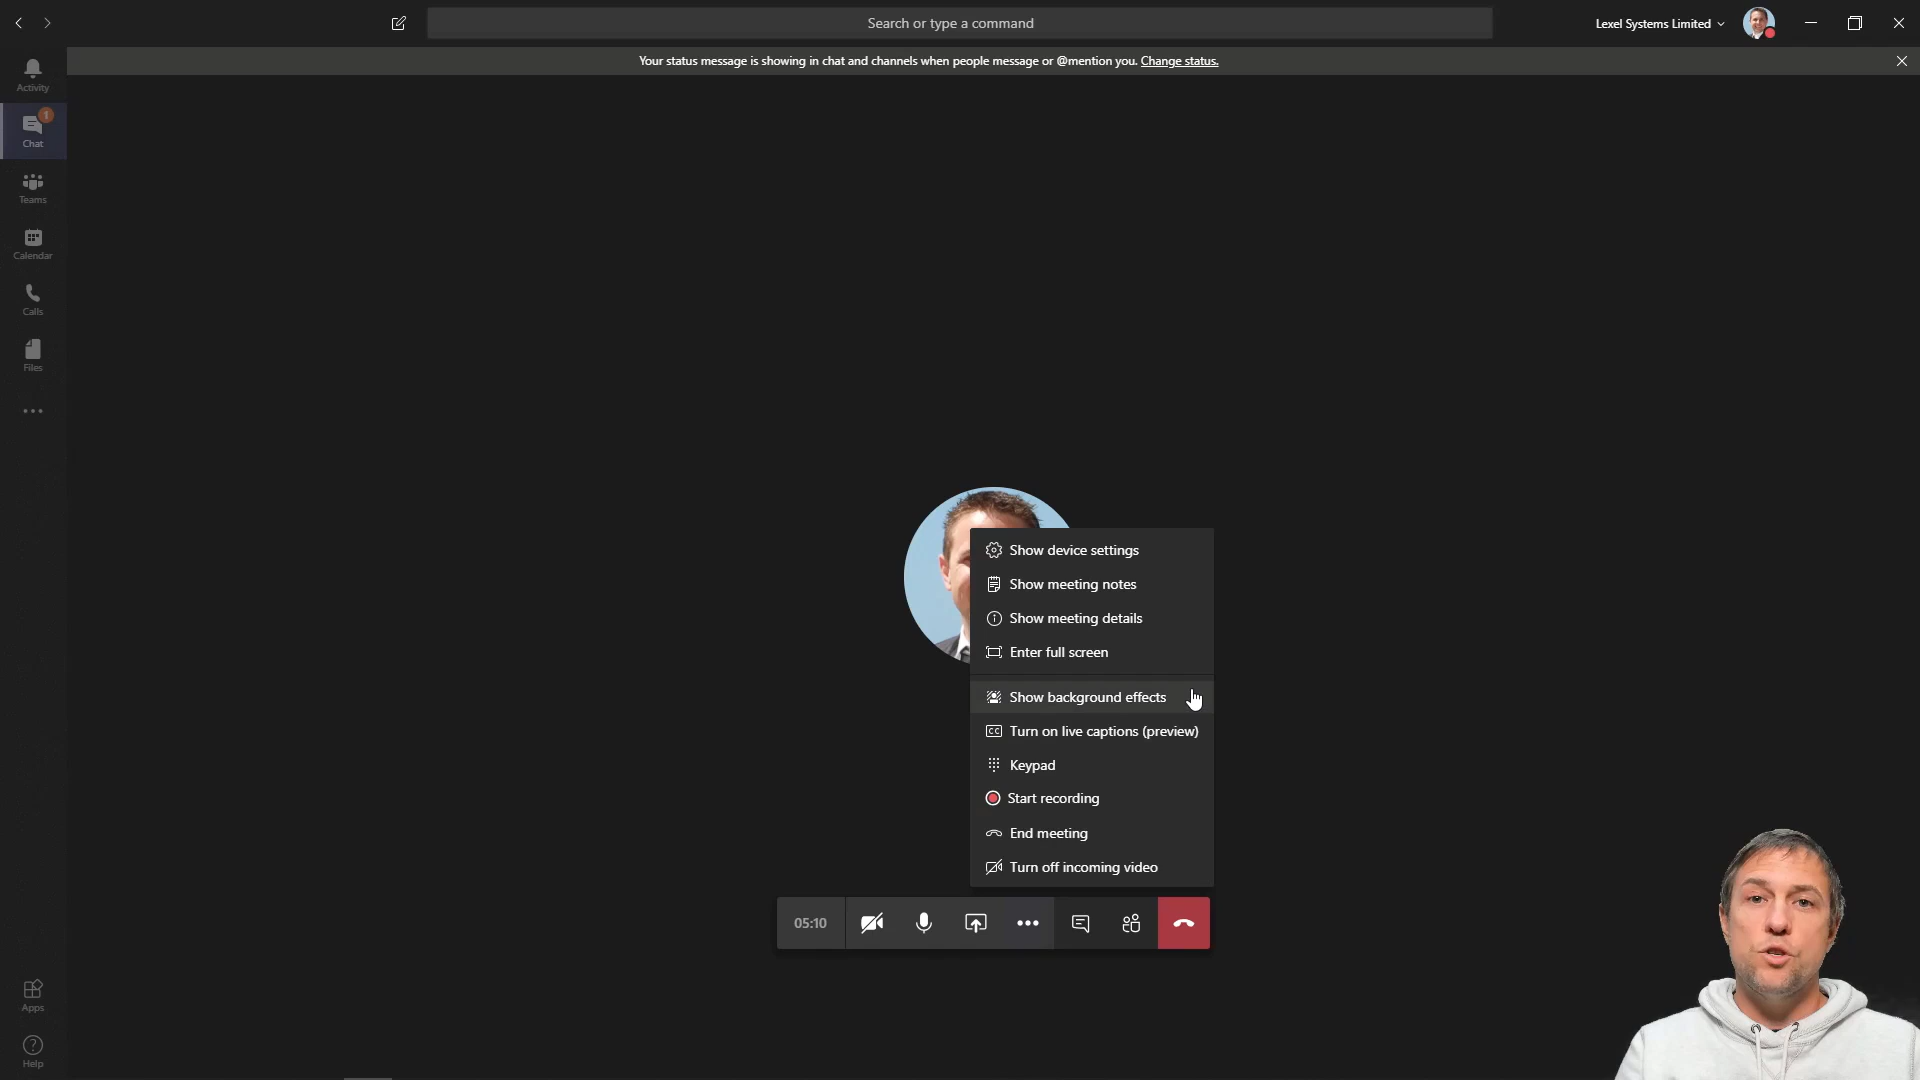 Search or type a command
Lexel Systems Limited
Your status message is showing in chat and channels when people message or @mention you. Change status.
Activity
1
Chat
Teams
Calendar
Calls
Files
Show device settings
Show meeting notes
Show meeting details
Enter full screen
Show background effects
CC Turn on live captions (preview)
Keypad
Start recording
End meeting
Turn off incoming video
05:10
Apps
Help